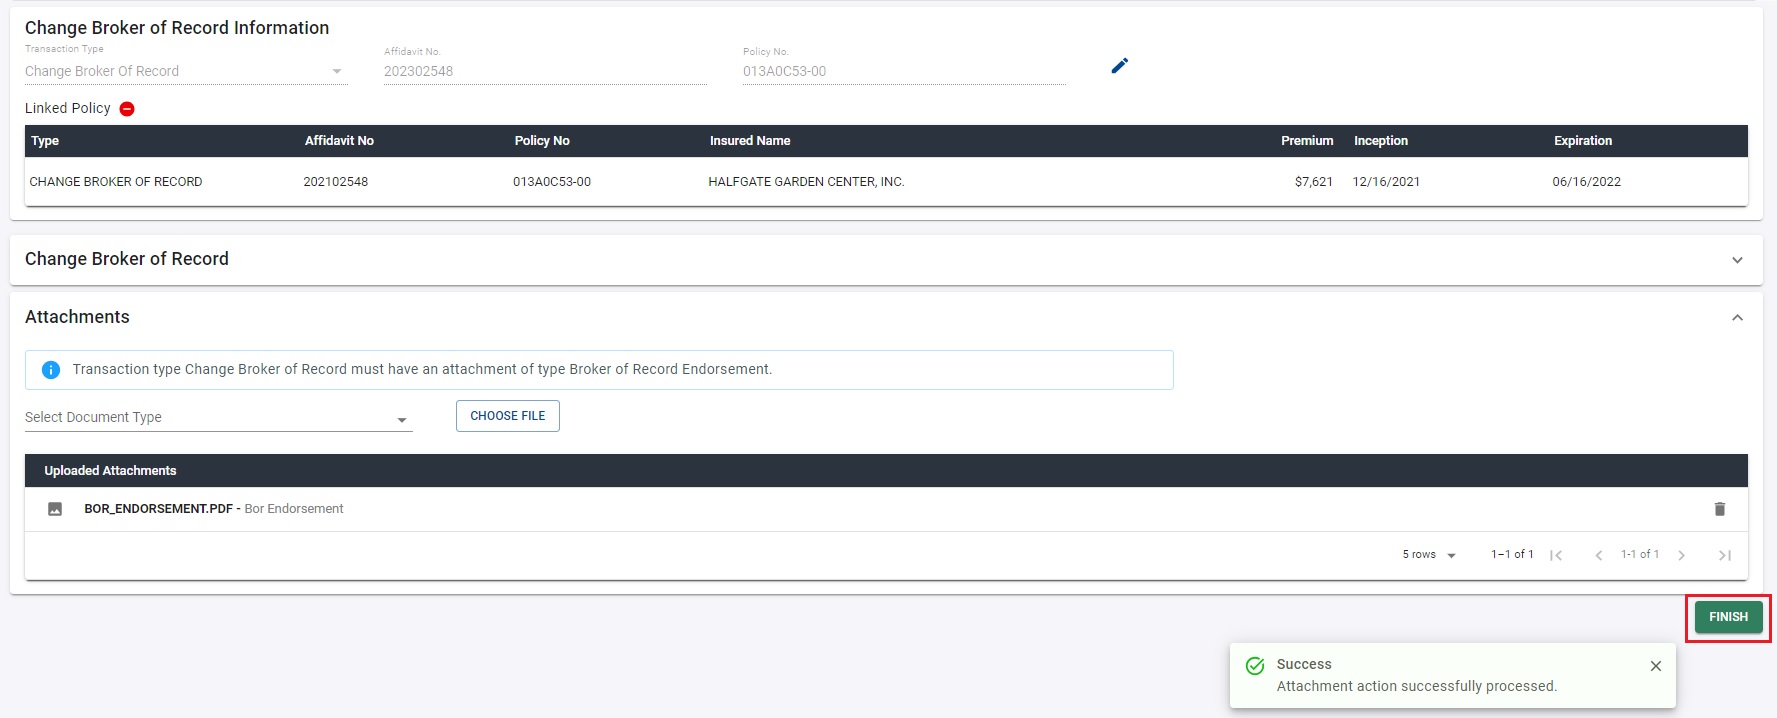 Change Broker of Record Information
Transaction Type
Change Broker Of Record
Affidavit No.
202302548
Policy No.
013A0C53-00
Linked Policy
Type Affidavit No Policy No Insured Name Premium Inception Expiration
CHANGE BROKER OF RECORD 202102548 013A0C53-00 HALFGATE GARDEN CENTER, INC. $7,621 12/16/2021 06/16/2022
Change Broker of Record
Attachments
Transaction type Change Broker of Record must have an attachment of type Broker of Record Endorsement.
Select Document Type
CHOOSE FILE
Uploaded Attachments
BOR_ENDORSEMENT.PDF - Bor Endorsement
5 rows 1–1 of 1 1-1 of 1
FINISH
Success
Attachment action successfully processed.